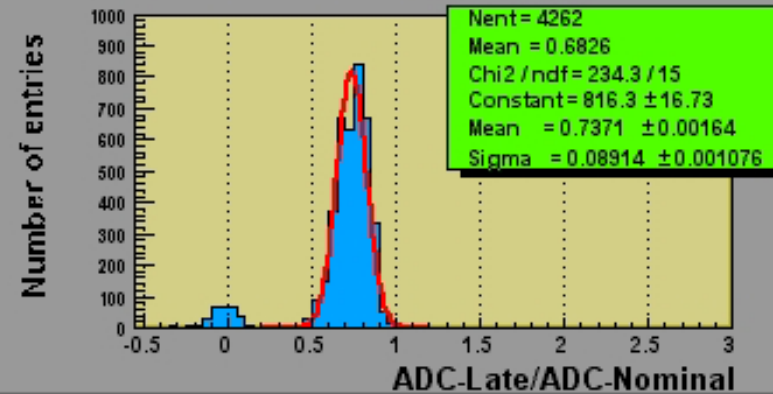 1000
900
800
700
600
500
400
300
200
100
0
Number of entries
Nent = 4262
Mean = 0.6826
Chi2 / ndf = 234.3 / 15
Constant = 816.3 ±16.73
Mean = 0.7371 ±0.00164
Sigma = 0.08914 ±0.001076
-0.5 0 0.5 1 1.5 2 2.5 3
ADC-Late/ADC-Nominal